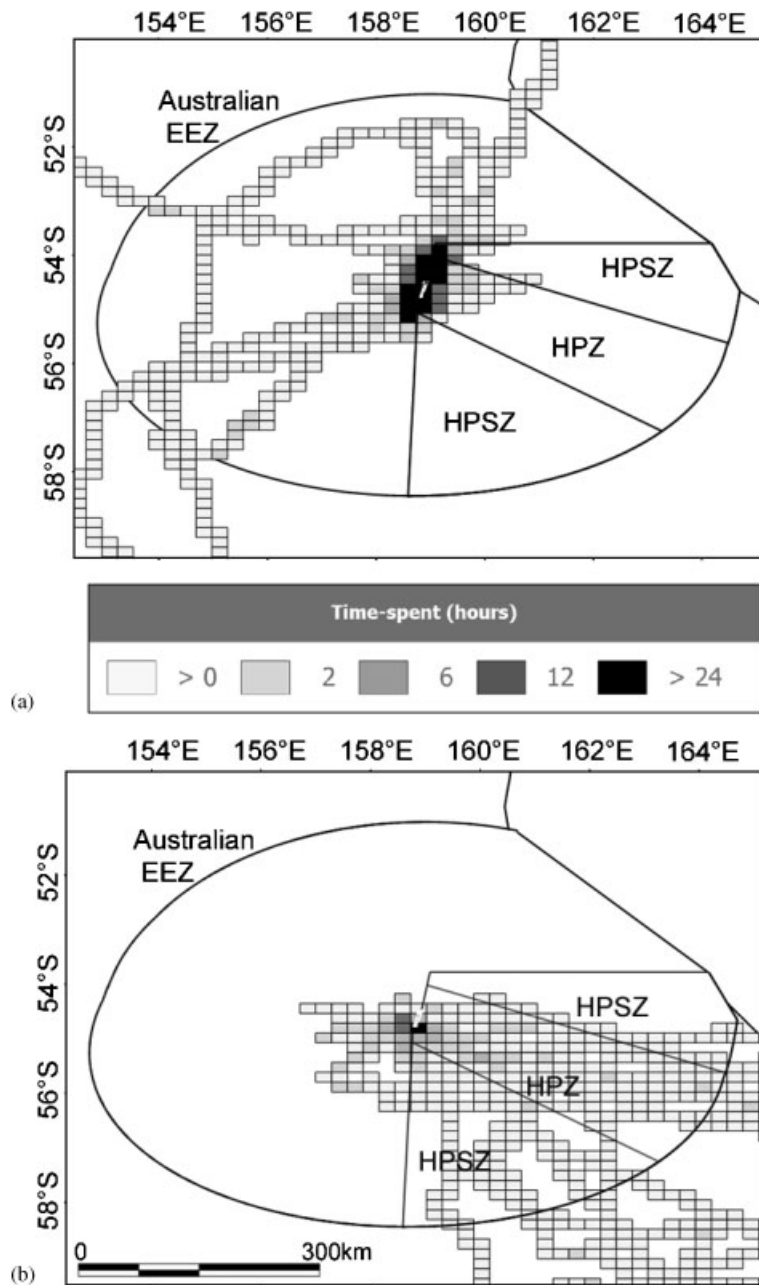 154°E 156°E 158°E 160°E 162°E 164°E
Australian
EEZ
52°S
54°S
56°S
58°S
HPSZ
HPZ
HPSZ
Time-spent (hours)
> 0 2 6 12 > 24
(a)
154°E 156°E 158°E 160°E 162°E 164°E
Australian
EEZ
52°S
54°S
56°S
58°S
HPSZ
HPZ
HPSZ
0 300km
(b)